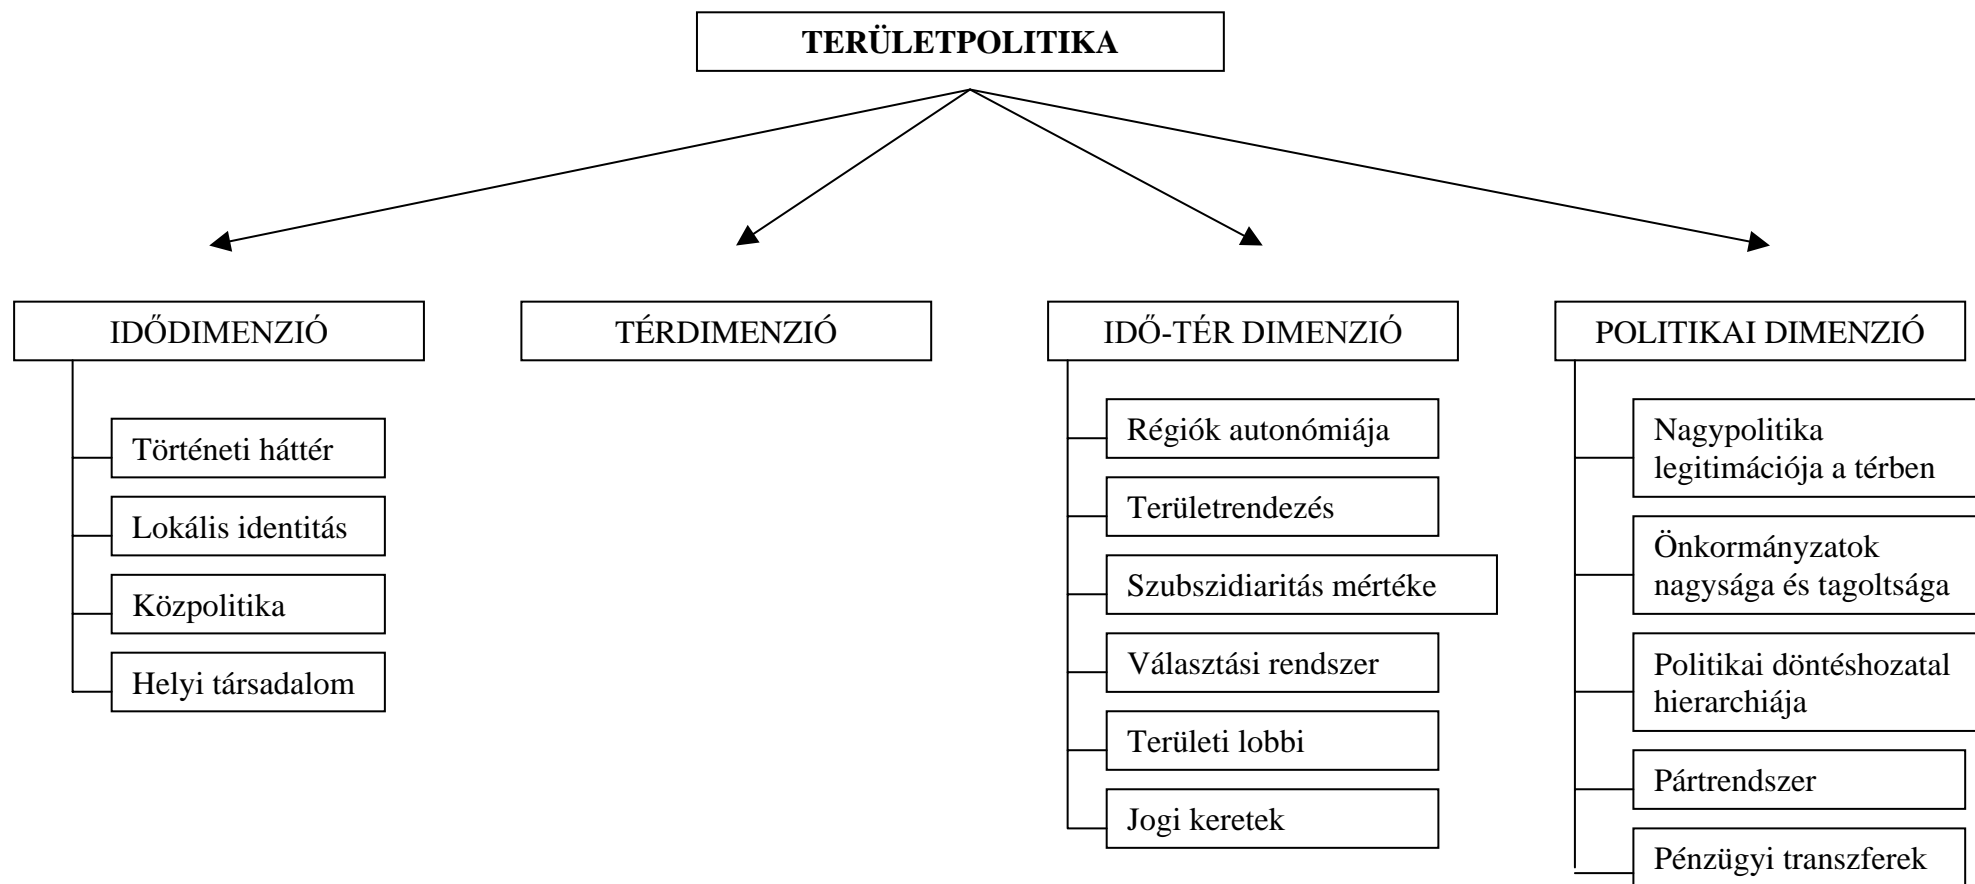 TERÜLETPOLITIKA
IDŐDIMENZIÓ
Történeti háttér
Lokális identitás
Közpolitika
Helyi társadalom
TÉRDIMENZIÓ
IDŐ-TÉR DIMENZIÓ
Régiók autonómiája
Területrendezés
Szubszidiaritás mértéke
Választási rendszer
Területi lobbi
Jogi keretek
POLITIKAI DIMENZIÓ
Nagypolitika
legitimációja a térben
Önkormányzatok
nagysága és tagoltsága
Politikai döntéshozatal
hierarchiája
Pártrendszer
Pénzügyi transzferek